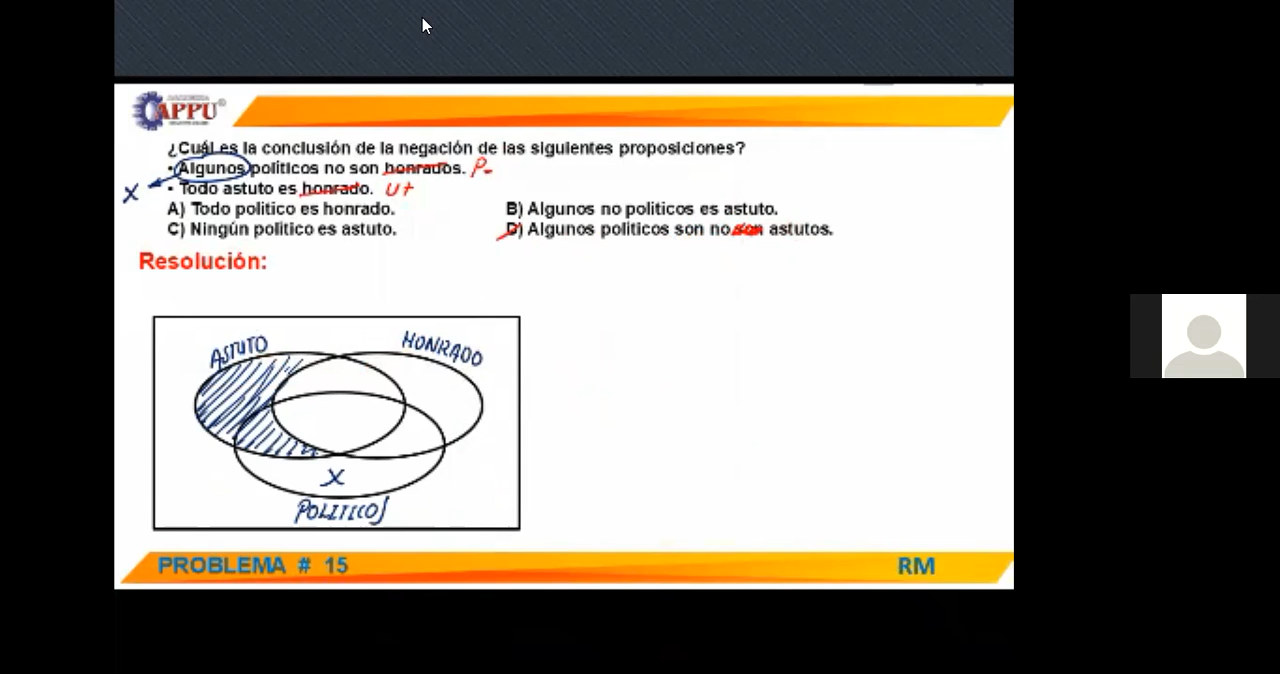 APPU
¿Cuál es la conclusión de la negación de las siguientes proposiciones?
• Algunos políticos no son honrados. P-
X • Todo astuto es honrado. U+
A) Todo politico es honrado. B) Algunos no politicos es astuto.
C) Ningún político es astuto. D) Algunos politicos son no son astutos.
Resolución:
ASTUTO HONRADO
X
POLITICOS
PROBLEMA # 15 RM